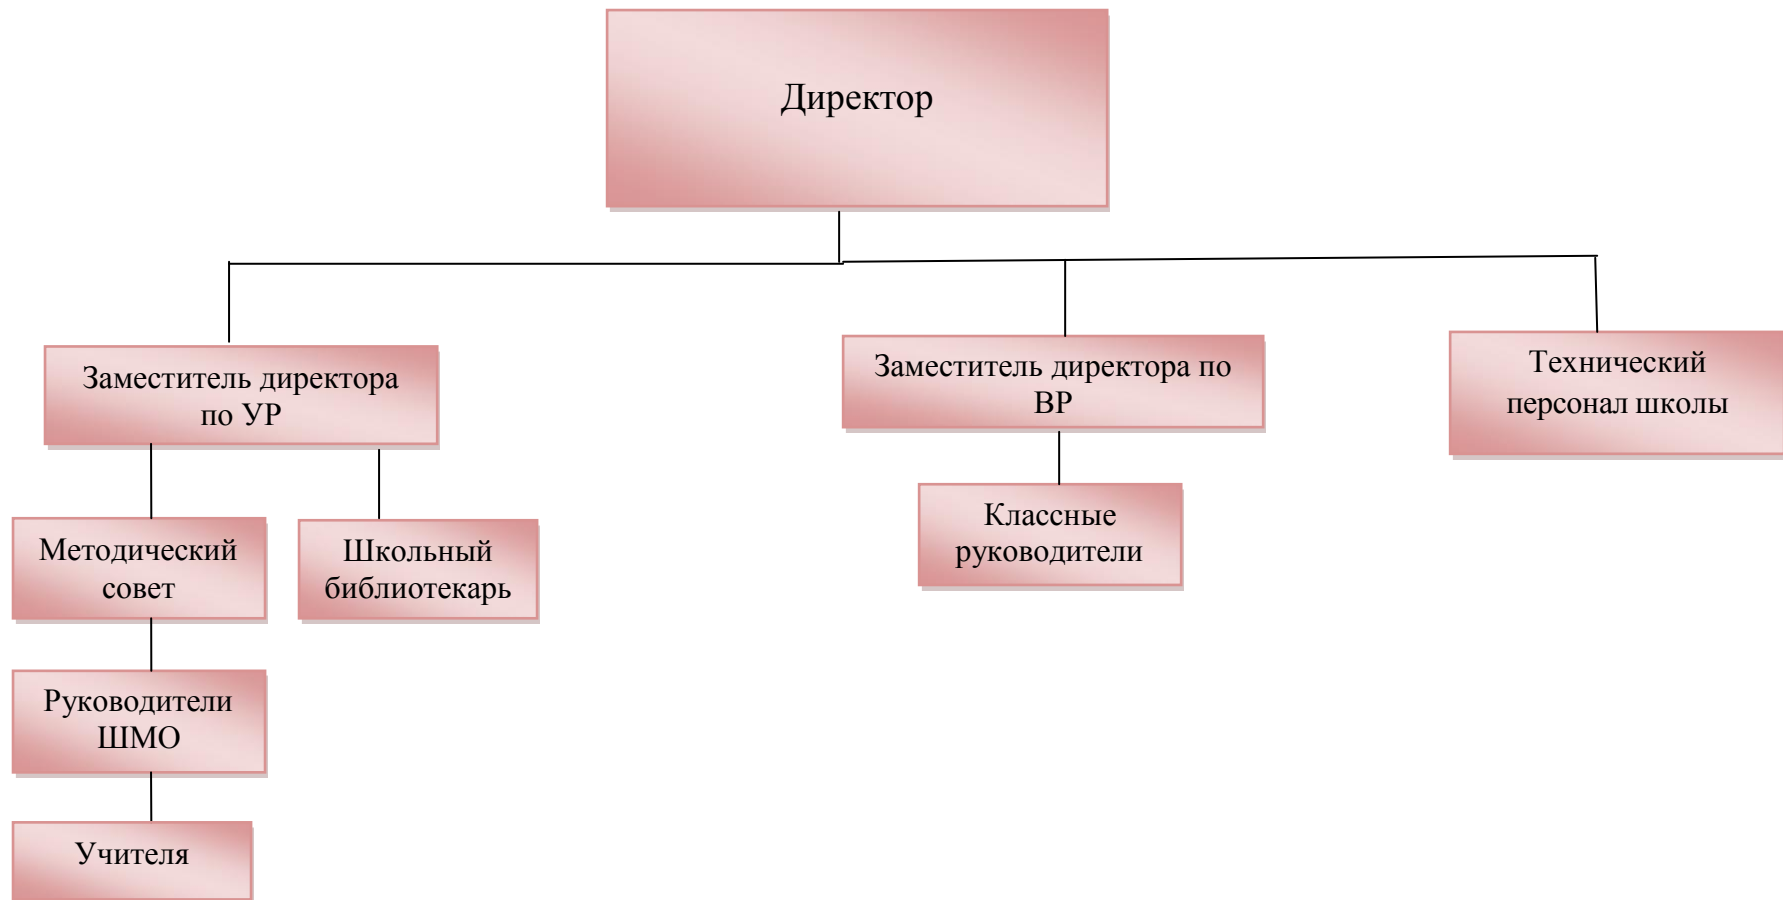 Директор
Заместитель директора
по УР
Заместитель директора по
ВР
Технический
персонал школы
Методический
совет
Школьный
библиотекарь
Классные
руководители
Руководители
ШМО
Учителя